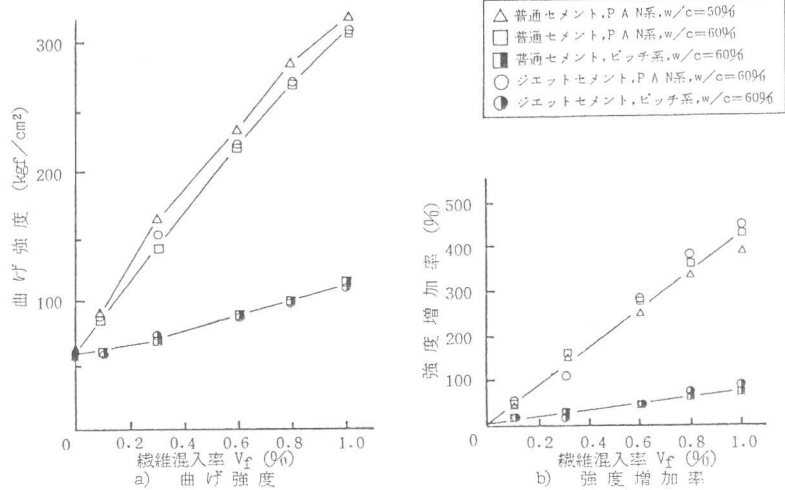 普通セメント,PAN系,w/c=50%
普通セメント,PAN系,w/c=60%
普通セメント,ピッチ系,w/c=60%
ジエットセメント,PAN系,w/c=60%
ジエットセメント,ピッチ系,w/c=60%
曲げ強度 (kgf/cm²)
300
200
100
0
0.2
0.4
0.6
0.8
1.0
繊維混入率 Vf (%)
a) 曲げ強度
強度増加率 (%)
500
400
300
200
100
0
0.2
0.4
0.6
0.8
1.0
繊維混入率 Vf (%)
b) 強度増加率